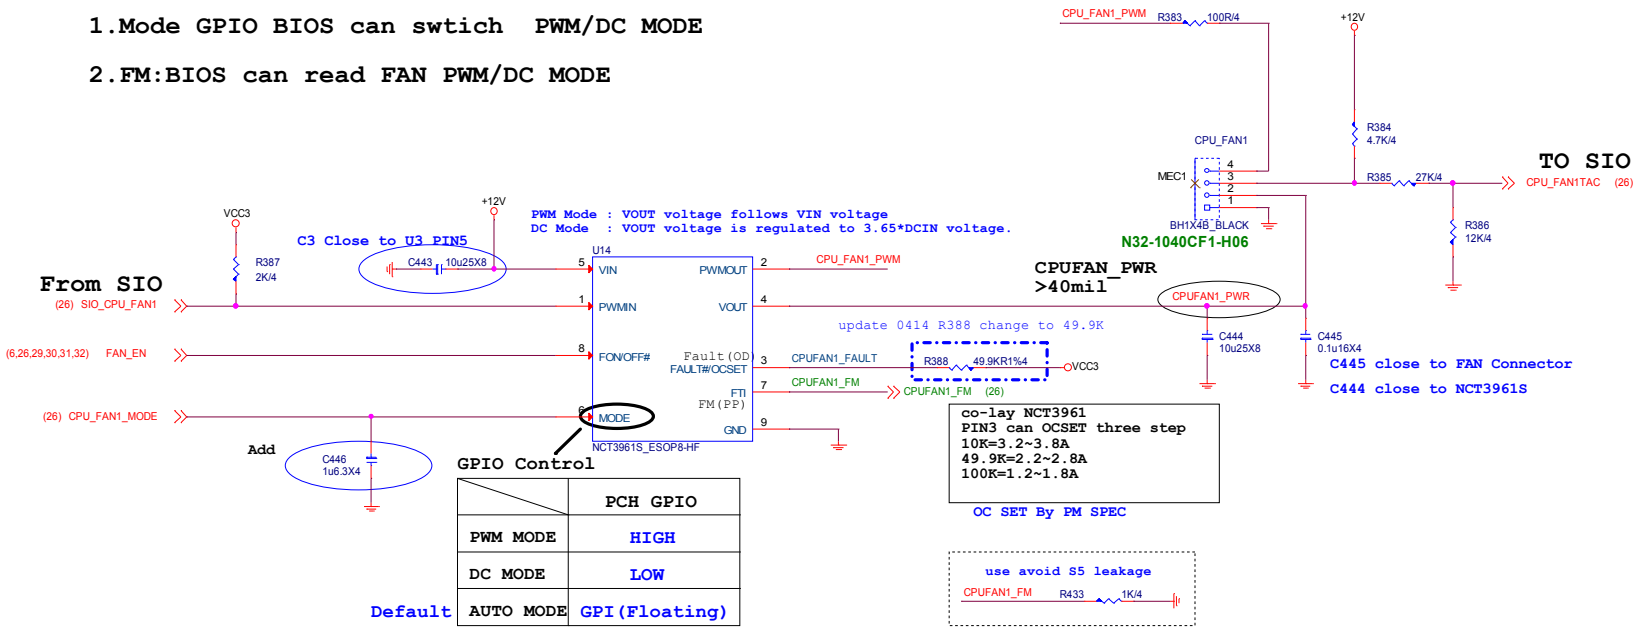 1.Mode GPIO BIOS can swtich PWM/DC MODE
2.FM:BIOS can read FAN PWM/DC MODE
CPU_FAN1_PWM
R383
100R/4
+12V
R384
4.7K/4
CPU_FAN1
MEC1
4
3
2
1
BH1X4B_BLACK
N32-1040CF1-H06
R385
27K/4
TO SIO
CPU_FAN1TAC (26)
R386
12K/4
VCC3
R387
2K/4
+12V
C3 Close to U3 PIN5
C443
10u25X8
PWM Mode : VOUT voltage follows VIN voltage
DC Mode : VOUT voltage is regulated to 3.65*DCIN voltage.
U14
5
VIN
PWMOUT
2
CPU_FAN1_PWM
From SIO
(26) SIO_CPU_FAN1
1
PWMIN
VOUT
4
CPUFAN_PWR
>40mil
CPUFAN1_PWR
C444
10u25X8
C445
0.1u16X4
C445 close to FAN Connector
C444 close to NCT3961S
update 0414 R388 change to 49.9K
(6,26,29,30,31,32) FAN_EN
8
FON/OFF#
Fault(OD)
FAULT#/OCSET
3
CPUFAN1_FAULT
R388
49.9KR1%4
VCC3
FTI
7
CPUFAN1_FM
CPUFAN1_FM (26)
FM(PP)
(26) CPU_FAN1_MODE
6
MODE
GND
9
NCT3961S_ESOP8-HF
Add
C446
1u6.3X4
GPIO Control
PCH GPIO
PWM MODE HIGH
DC MODE LOW
Default AUTO MODE GPI(Floating)
co-lay NCT3961
PIN3 can OCSET three step
10K=3.2~3.8A
49.9K=2.2~2.8A
100K=1.2~1.8A
OC SET By PM SPEC
use avoid S5 leakage
CPUFAN1_FM
R433
1K/4